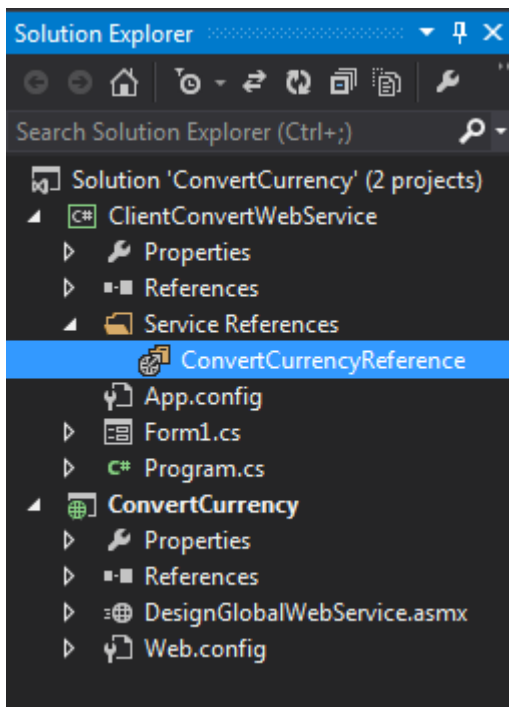 Solution Explorer
Search Solution Explorer (Ctrl+;)
Solution 'ConvertCurrency' (2 projects)
C# ClientConvertWebService
Properties
References
Service References
ConvertCurrencyReference
App.config
Form1.cs
C# Program.cs
ConvertCurrency
Properties
References
DesignGlobalWebService.asmx
Web.config